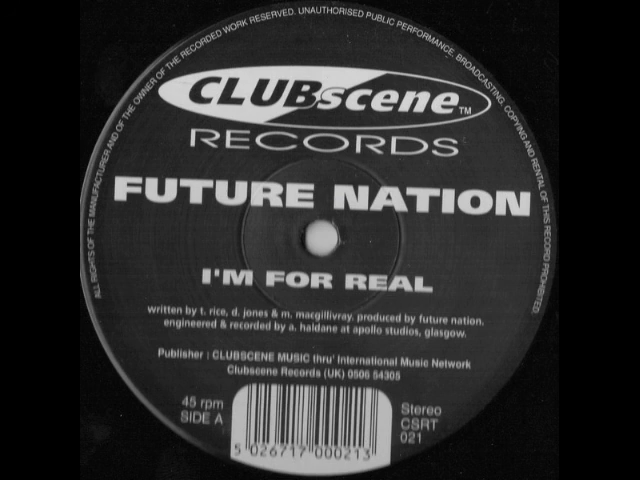 ALL RIGHTS OF THE MANUFACTURER AND OF THE OWNER OF THE RECORDED WORK RESERVED. UNAUTHORISED PUBLIC PERFORMANCE, BROADCASTING, COPYING AND RENTAL OF THIS RECORD PROHIBITED
CLUBscene TM
RECORDS
FUTURE NATION
I'M FOR REAL
written by t. rice, d. jones & m. macgillivray. produced by future nation.
engineered & recorded by a. haldane at apollo studios, glasgow.
Publisher : CLUBSCENE MUSIC thru' International Music Network
Clubscene Records (UK) 0506 54305
45 rpm
SIDE A
Stereo
CSRT
021
5 026717 000213